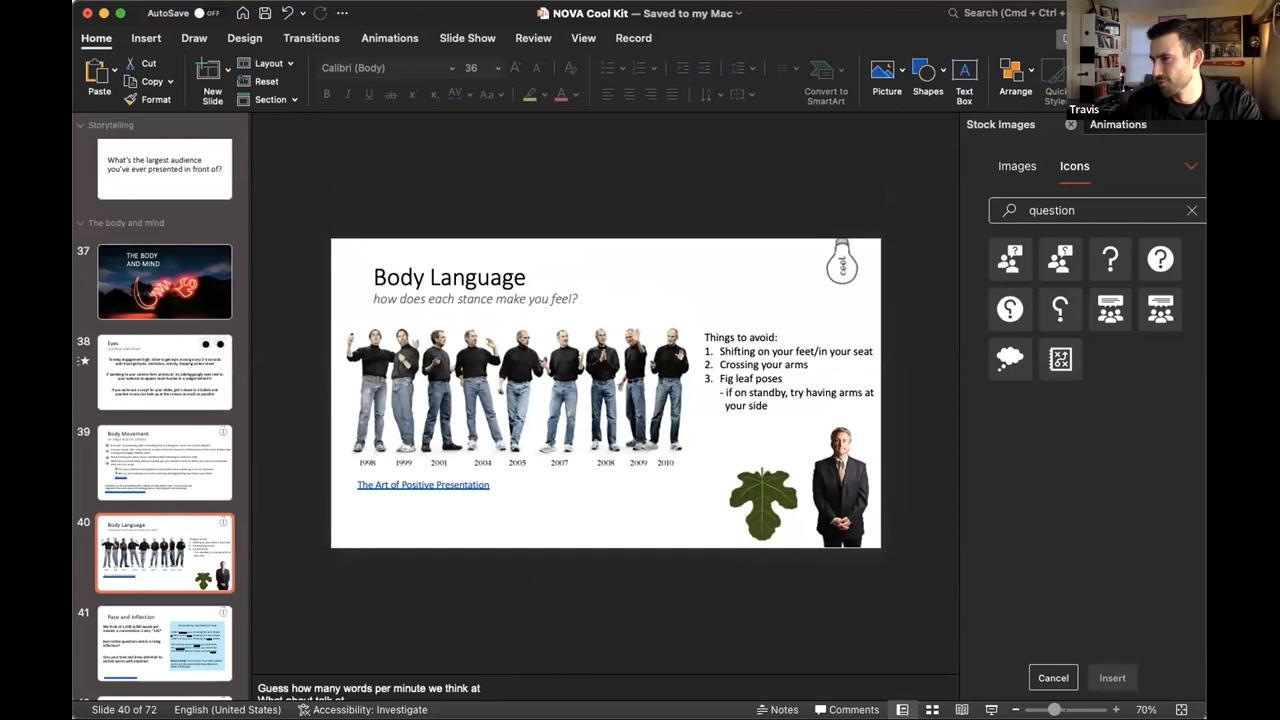 AutoSave OFF
NOVA Cool Kit — Saved to my Mac
Search (Cmd + Ctrl +
Home Insert Draw Design Transitions Animations Slide Show Review View Record
Paste
Cut
Copy
Format
New
Slide
Layout
Reset
Section
Calibri (Body) 36
Convert to
SmartArt
Picture
Shapes
Text
Box
Arrange
Quick
Styles
Travis
Storytelling
What's the largest audience
you've ever presented in front of?
The body and mind
37
THE BODY
AND MIND
38
Eyes
39
Body Movement
40
Body Language
41
Pace and Inflection
Body Language
how does each stance make you feel?
cool
1998 1999 2001 2004 2005 2007 2008 2009 2010
The Art of Positive Presentation
Things to avoid:
1. Shifting on your feet/in your seat
2. Crossing your arms
3. Fig leaf poses
- if on standby, try having arms at
your side
Guess how many words per minute we think at
Stock Images
Animations
Images
Icons
question
Cancel
Insert
Slide 40 of 72
English (United States)
Accessibility: Investigate
Notes
Comments
70%